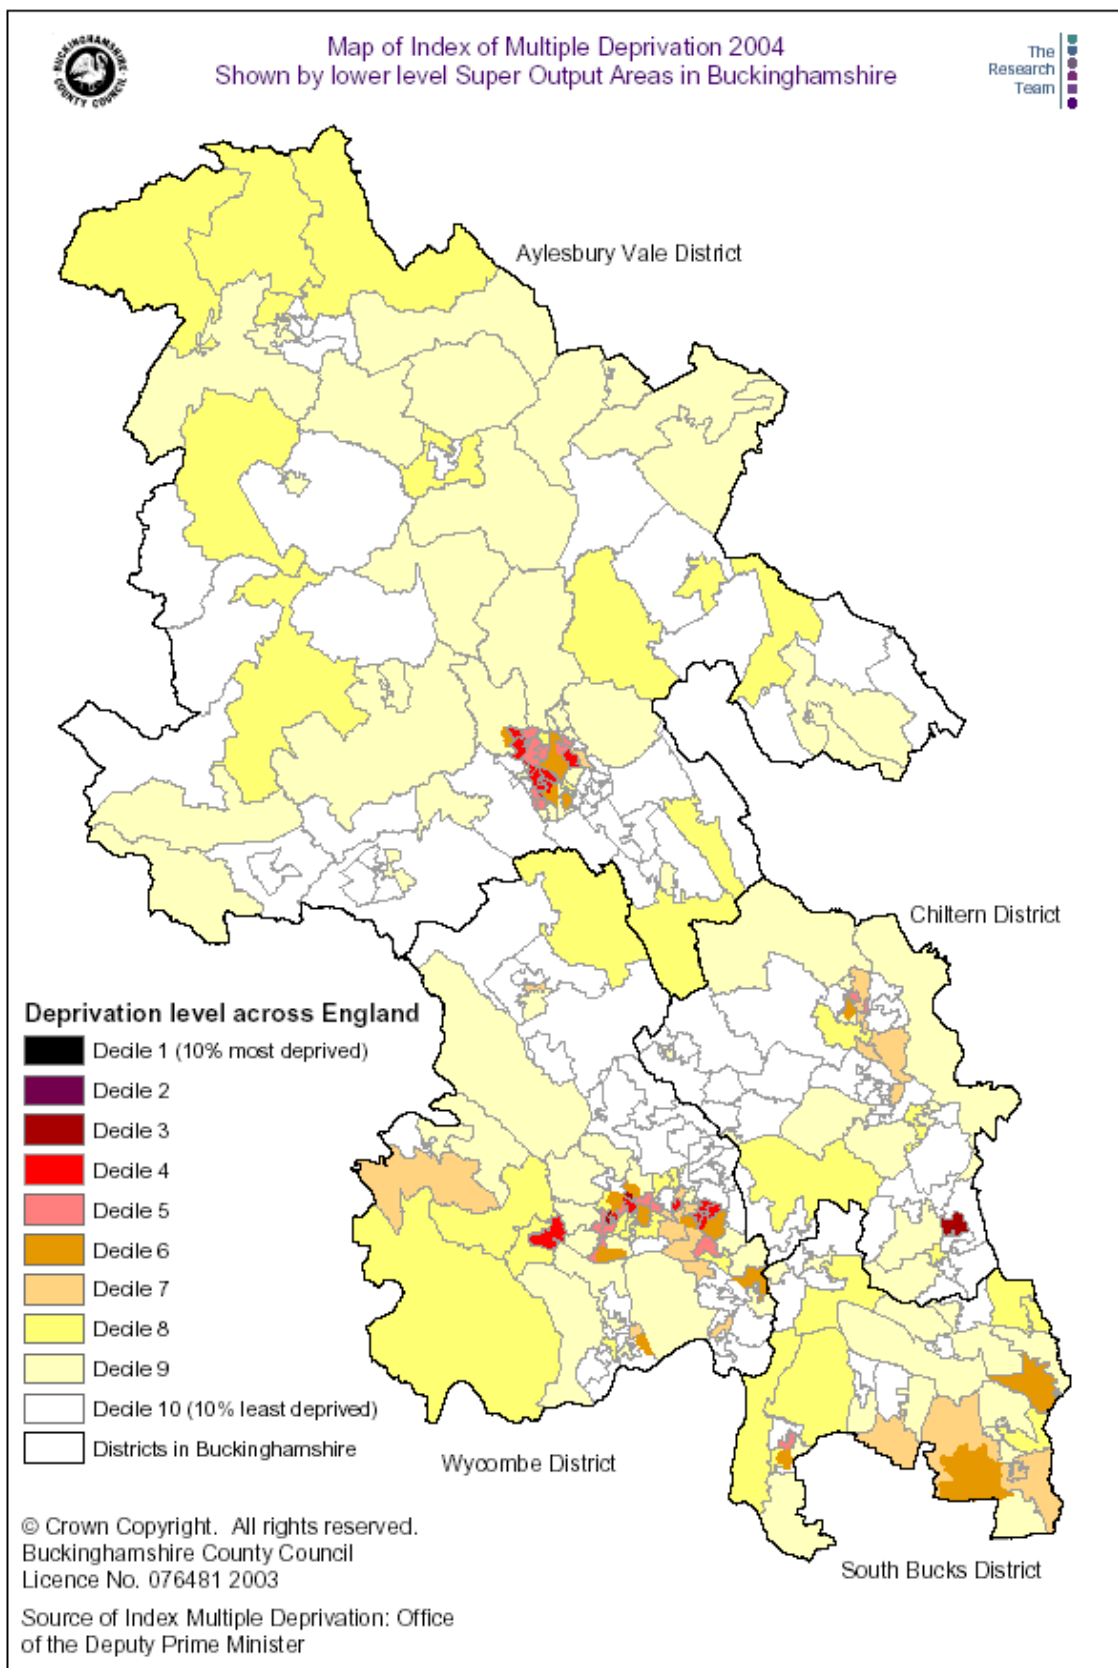 BUCKINGHAMSHIRE
COUNTY COUNCIL
Map of Index of Multiple Deprivation 2004
Shown by lower level Super Output Areas in Buckinghamshire
The
Research
Team
Aylesbury Vale District
Chiltern District
Deprivation level across England
Decile 1 (10% most deprived)
Decile 2
Decile 3
Decile 4
Decile 5
Decile 6
Decile 7
Decile 8
Decile 9
Decile 10 (10% least deprived)
Districts in Buckinghamshire
Wycombe District
South Bucks District
© Crown Copyright. All rights reserved.
Buckinghamshire County Council
Licence No. 076481 2003
Source of Index Multiple Deprivation: Office
of the Deputy Prime Minister